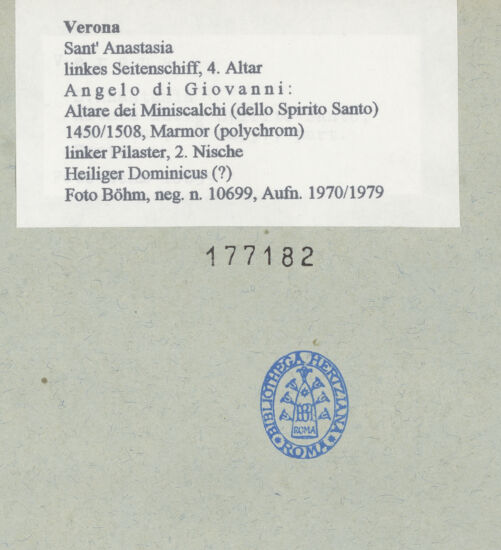 Verona
Sant' Anastasia
linkes Seitenschiff, 4. Altar
Angelo di Giovanni:
Altare dei Miniscalchi (dello Spirito Santo)
1450/1508, Marmor (polychrom)
linker Pilaster, 2. Nische
Heiliger Dominicus (?)
Foto Böhm, neg. n. 10699, Aufn. 1970/1979
177182
BIBLIOTHECA HERTZIANA
ROMA
ROMA